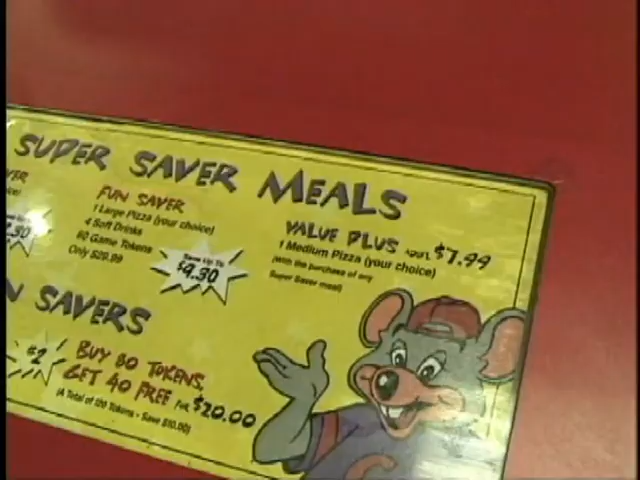 SUPER SAVER MEALS
FUN SAVER
1 Large Pizza (your choice)
4 Soft Drinks
60 Game Tokens
Only $29.99
Save Up To
$9.30
VALUE PLUS Add'l. $7.99
1 Medium Pizza (your choice)
(With the purchase of any
Super Saver meal)
SAVERS
$2
BUY 80 TOKENS,
GET 40 FREE For $20.00
(A Total of 120 Tokens - Save $10.00)
C